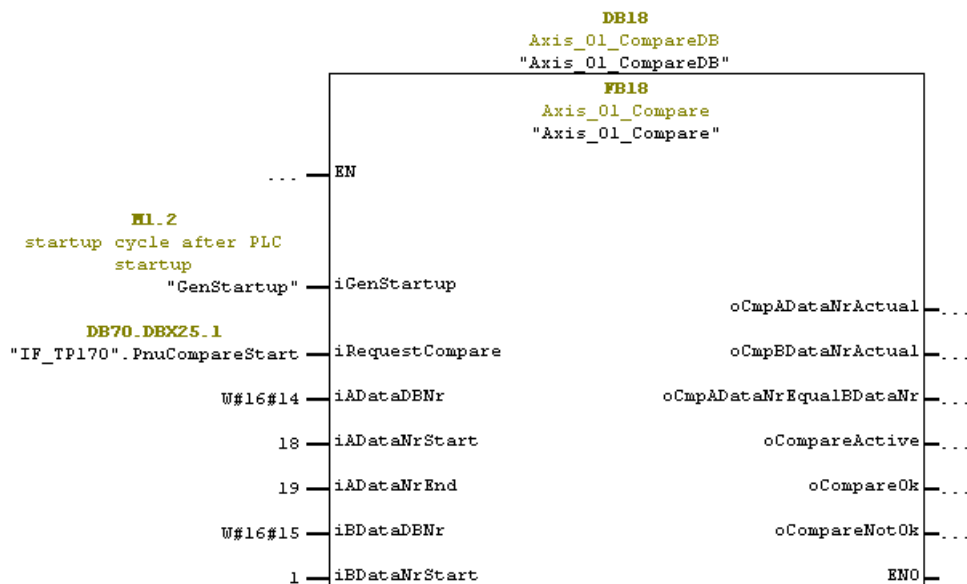 DB18
Axis_01_CompareDB
"Axis_01_CompareDB"
FB18
Axis_01_Compare
"Axis_01_Compare"
... EN
M1.2
startup cycle after PLC
startup
"GenStartup" iGenStartup
oCmpADataNrActual ...
DB70.DBX25.1
"IF_TP170".PnuCompareStart iRequestCompare oCmpBDataNrActual ...
W#16#14 iADataDBNr oCmpADataNrEqualBDataNr ...
18 iADataNrStart oCompareActive ...
19 iADataNrEnd oCompareOk ...
W#16#15 iBDataDBNr oCompareNotOk ...
1 iBDataNrStart ENO